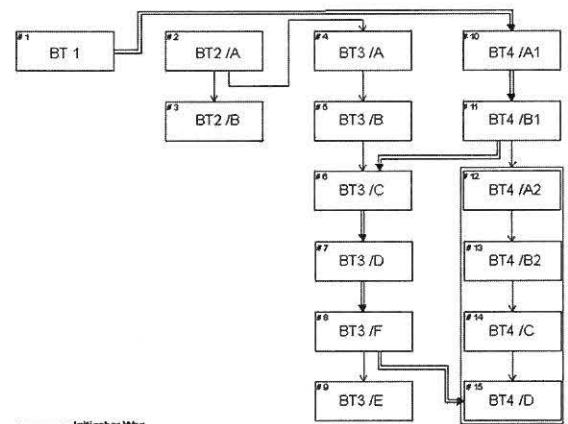 #1
BT 1
#2
BT2 /A
#4
BT3 /A
#10
BT4 /A1
#3
BT2 /B
#5
BT3 /B
#11
BT4 /B1
#6
BT3 /C
#12
BT4 /A2
#7
BT3 /D
#13
BT4 /B2
#8
BT3 /F
#14
BT4 /C
#9
BT3 /E
#15
BT4 /D